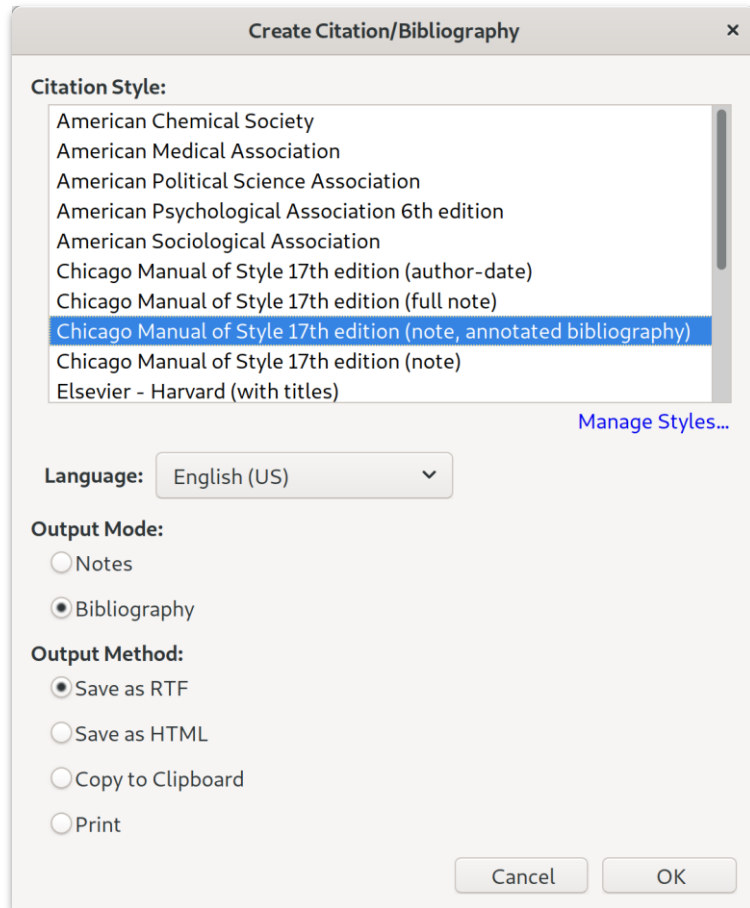 Create Citation/Bibliography ×
Citation Style:
American Chemical Society
American Medical Association
American Political Science Association
American Psychological Association 6th edition
American Sociological Association
Chicago Manual of Style 17th edition (author-date)
Chicago Manual of Style 17th edition (full note)
Chicago Manual of Style 17th edition (note, annotated bibliography)
Chicago Manual of Style 17th edition (note)
Elsevier - Harvard (with titles)
Manage Styles...
Language: English (US)
Output Mode:
Notes
Bibliography
Output Method:
Save as RTF
Save as HTML
Copy to Clipboard
Print
Cancel OK